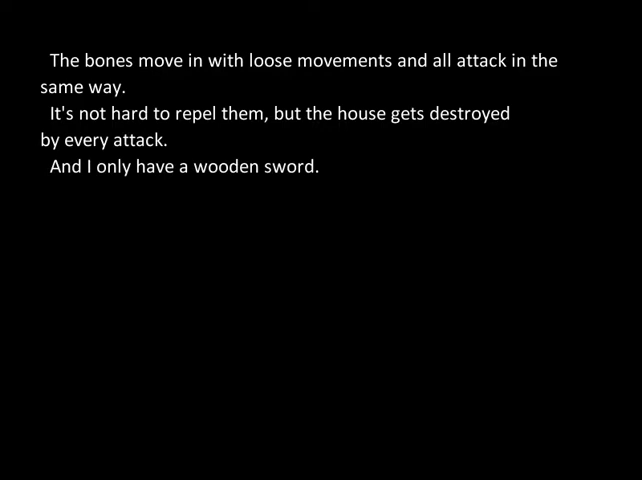 The bones move in with loose movements and all attack in the
same way.
It's not hard to repel them, but the house gets destroyed
by every attack.
And I only have a wooden sword.